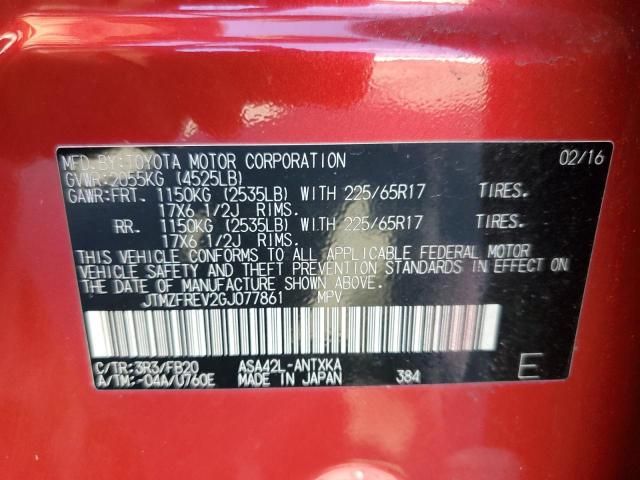 MFD.BY:TOYOTA MOTOR CORPORATION 02/16
GVWR:2055KG (4525LB)
GAWR:FRT. 1150KG (2535LB) WITH 225/65R17 TIRES.
17X6 1/2J RIMS.
RR. 1150KG (2535LB) WITH 225/65R17 TIRES.
17X6 1/2J RIMS.
THIS VEHICLE CONFORMS TO ALL APPLICABLE FEDERAL MOTOR
VEHICLE SAFETY AND THEFT PREVENTION STANDARDS IN EFFECT ON
THE DATE OF MANUFACTURE SHOWN ABOVE.
JTMZFREV2GJ077861 MPV
C/TR:3R3/FB20 ASA42L-ANTXKA
A/TM:-04A/U760E MADE IN JAPAN 384 E